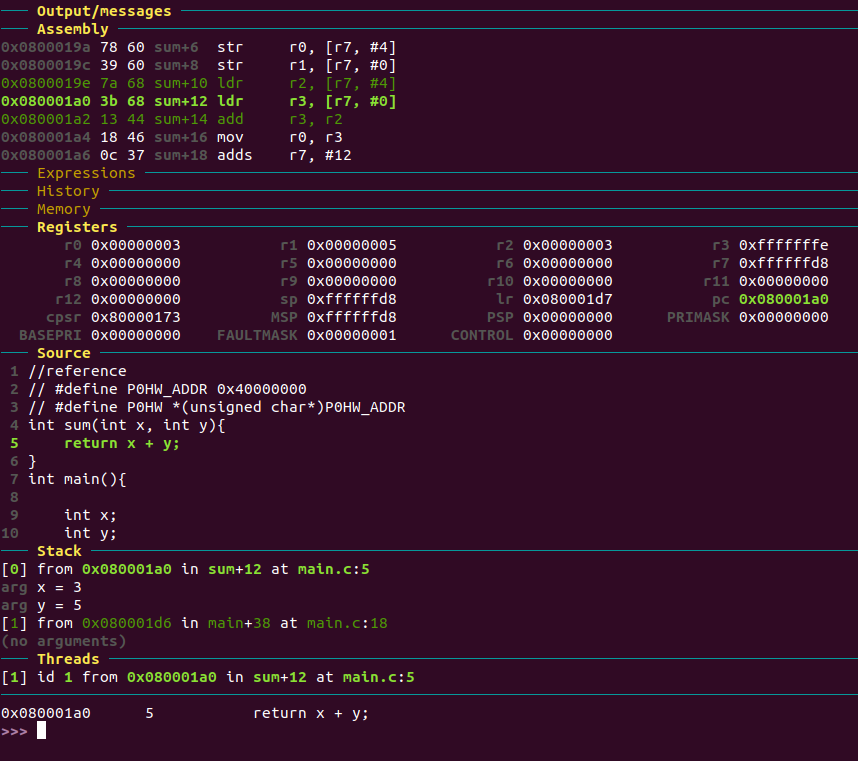 Output/messages
Assembly
0x0800019a 78 60 sum+6  str     r0, [r7, #4]
0x0800019c 39 60 sum+8  str     r1, [r7, #0]
0x0800019e 7a 68 sum+10 ldr     r2, [r7, #4]
0x080001a0 3b 68 sum+12 ldr     r3, [r7, #0]
0x080001a2 13 44 sum+14 add     r3, r2
0x080001a4 18 46 sum+16 mov     r0, r3
0x080001a6 0c 37 sum+18 adds    r7, #12
Expressions
History
Memory
Registers
r0 0x00000003 r1 0x00000005 r2 0x00000003 r3 0xfffffffe
r4 0x00000000 r5 0x00000000 r6 0x00000000 r7 0xffffffd8
r8 0x00000000 r9 0x00000000 r10 0x00000000 r11 0x00000000
r12 0x00000000 sp 0xffffffd8 lr 0x080001d7 pc 0x080001a0
cpsr 0x80000173 MSP 0xffffffd8 PSP 0x00000000 PRIMASK 0x00000000
BASEPRI 0x00000000 FAULTMASK 0x00000001 CONTROL 0x00000000
Source
1 //reference
2 // #define P0HW_ADDR 0x40000000
3 // #define P0HW *(unsigned char*)P0HW_ADDR
4 int sum(int x, int y){
5     return x + y;
6 }
7 int main(){
8
9     int x;
10     int y;
Stack
[0] from 0x080001a0 in sum+12 at main.c:5
arg x = 3
arg y = 5
[1] from 0x080001d6 in main+38 at main.c:18
(no arguments)
Threads
[1] id 1 from 0x080001a0 in sum+12 at main.c:5
0x080001a0      5           return x + y;
>>>